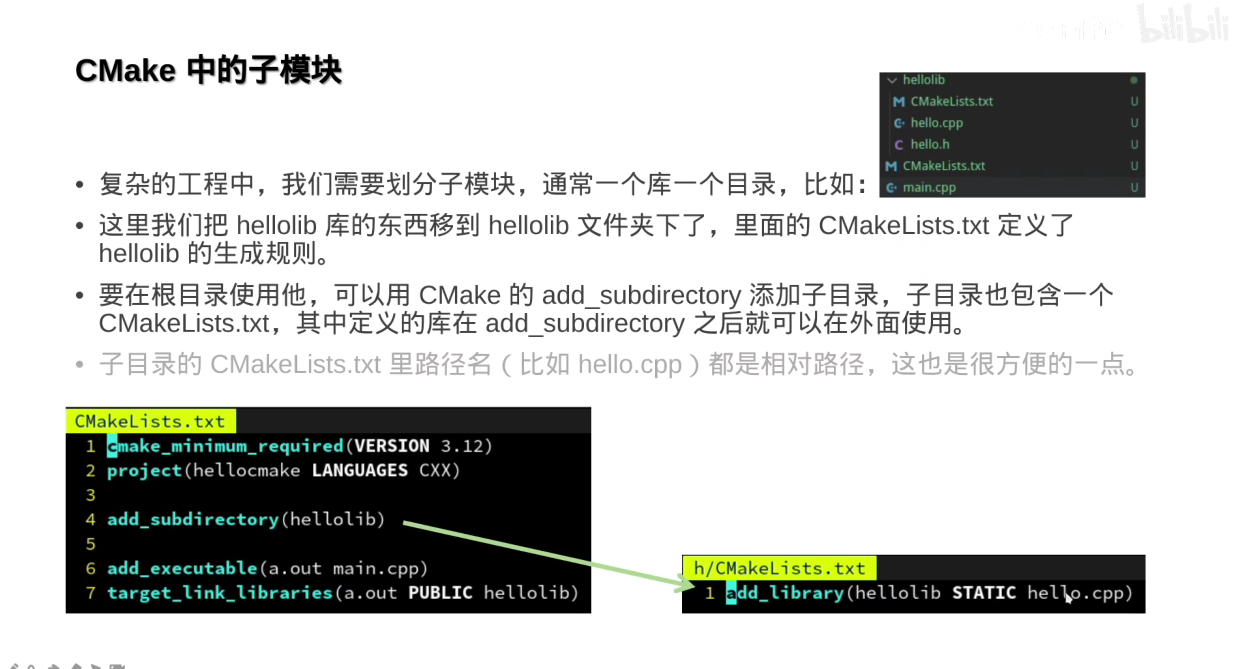 bilibili
CMake 中的子模块
hellolib
CMakeLists.txt U
hello.cpp U
hello.h U
CMakeLists.txt U
main.cpp U
• 复杂的工程中，我们需要划分子模块，通常一个库一个目录，比如：
• 这里我们把 hellolib 库的东西移到 hellolib 文件夹下了，里面的 CMakeLists.txt 定义了
hellolib 的生成规则。
• 要在根目录使用他，可以用 CMake 的 add_subdirectory 添加子目录，子目录也包含一个
CMakeLists.txt，其中定义的库在 add_subdirectory 之后就可以在外面使用。
• 子目录的 CMakeLists.txt 里路径名（比如 hello.cpp）都是相对路径，这也是很方便的一点。
CMakeLists.txt
1 cmake_minimum_required(VERSION 3.12)
2 project(hellocmake LANGUAGES CXX)
3
4 add_subdirectory(hellolib)
5
6 add_executable(a.out main.cpp)
7 target_link_libraries(a.out PUBLIC hellolib)
h/CMakeLists.txt
1 add_library(hellolib STATIC hello.cpp)